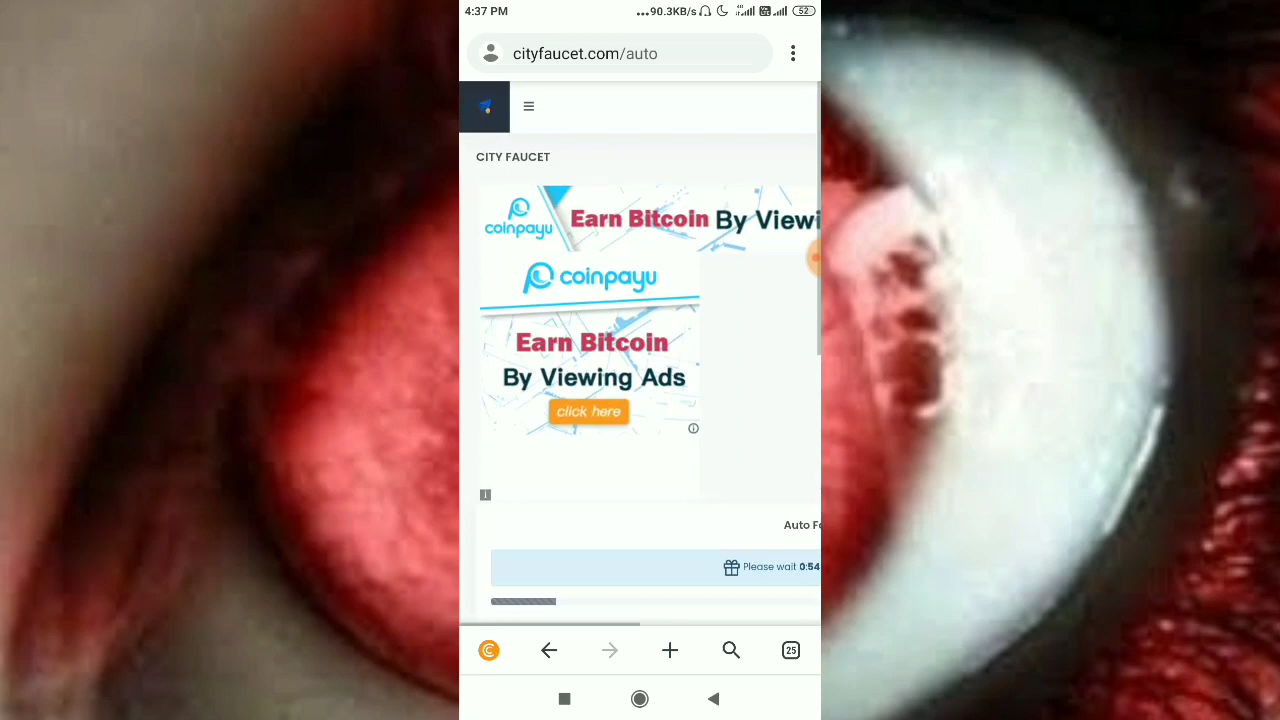 4:37 PM
...90.3KB/s
52
cityfaucet.com/auto
CITY FAUCET
coinpayu
Earn Bitcoin By Viewi
coinpayu
Earn Bitcoin
By Viewing Ads
click here
Auto F
Please wait 0:54
25